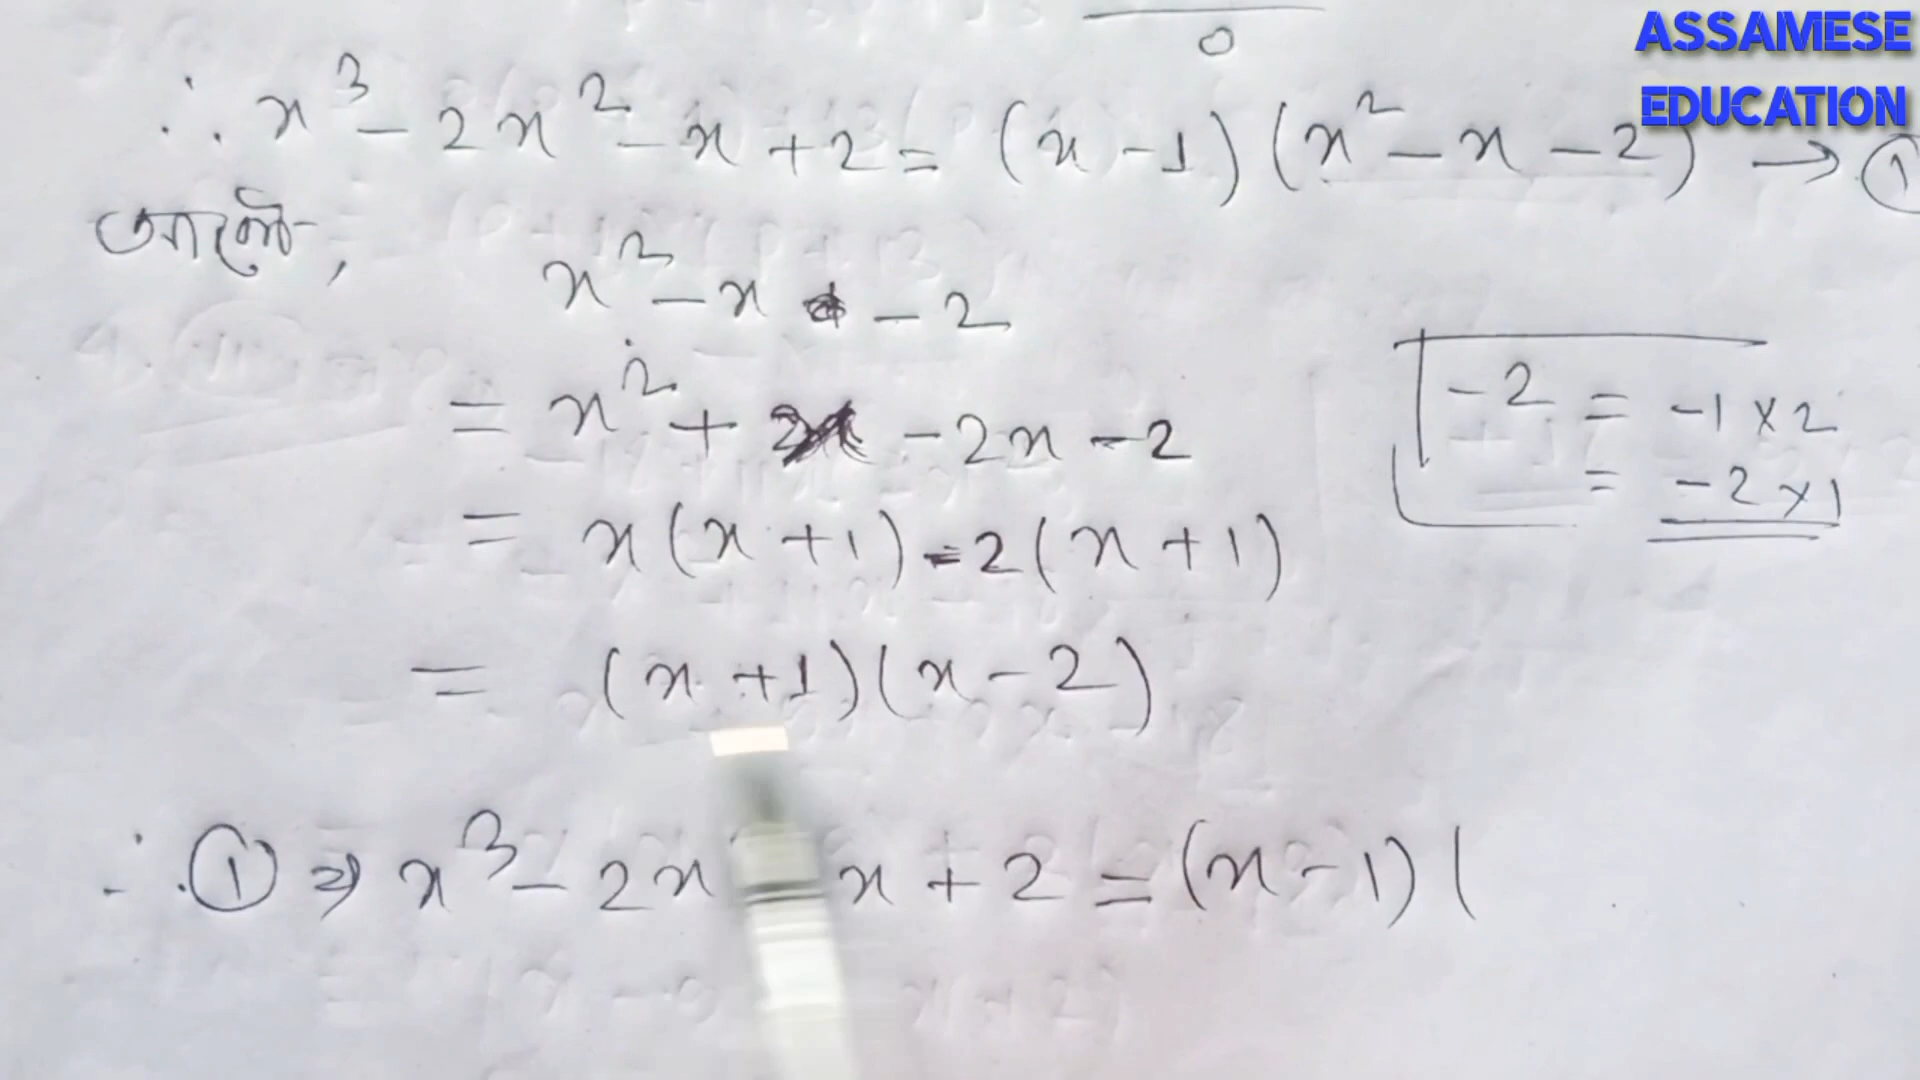 ASSAMESE
EDUCATION
0
∴ x³ - 2x² - x + 2 = (x - 1) (x² - x - 2) → ①
x² - x - 2
= x² + x - 2x - 2
-2 = -1 × 2
= -2 × 1
= x (x + 1) - 2 (x + 1)
= (x + 1) (x - 2)
∴ ① ⇒ x³ - 2x x + 2 = (x - 1) (